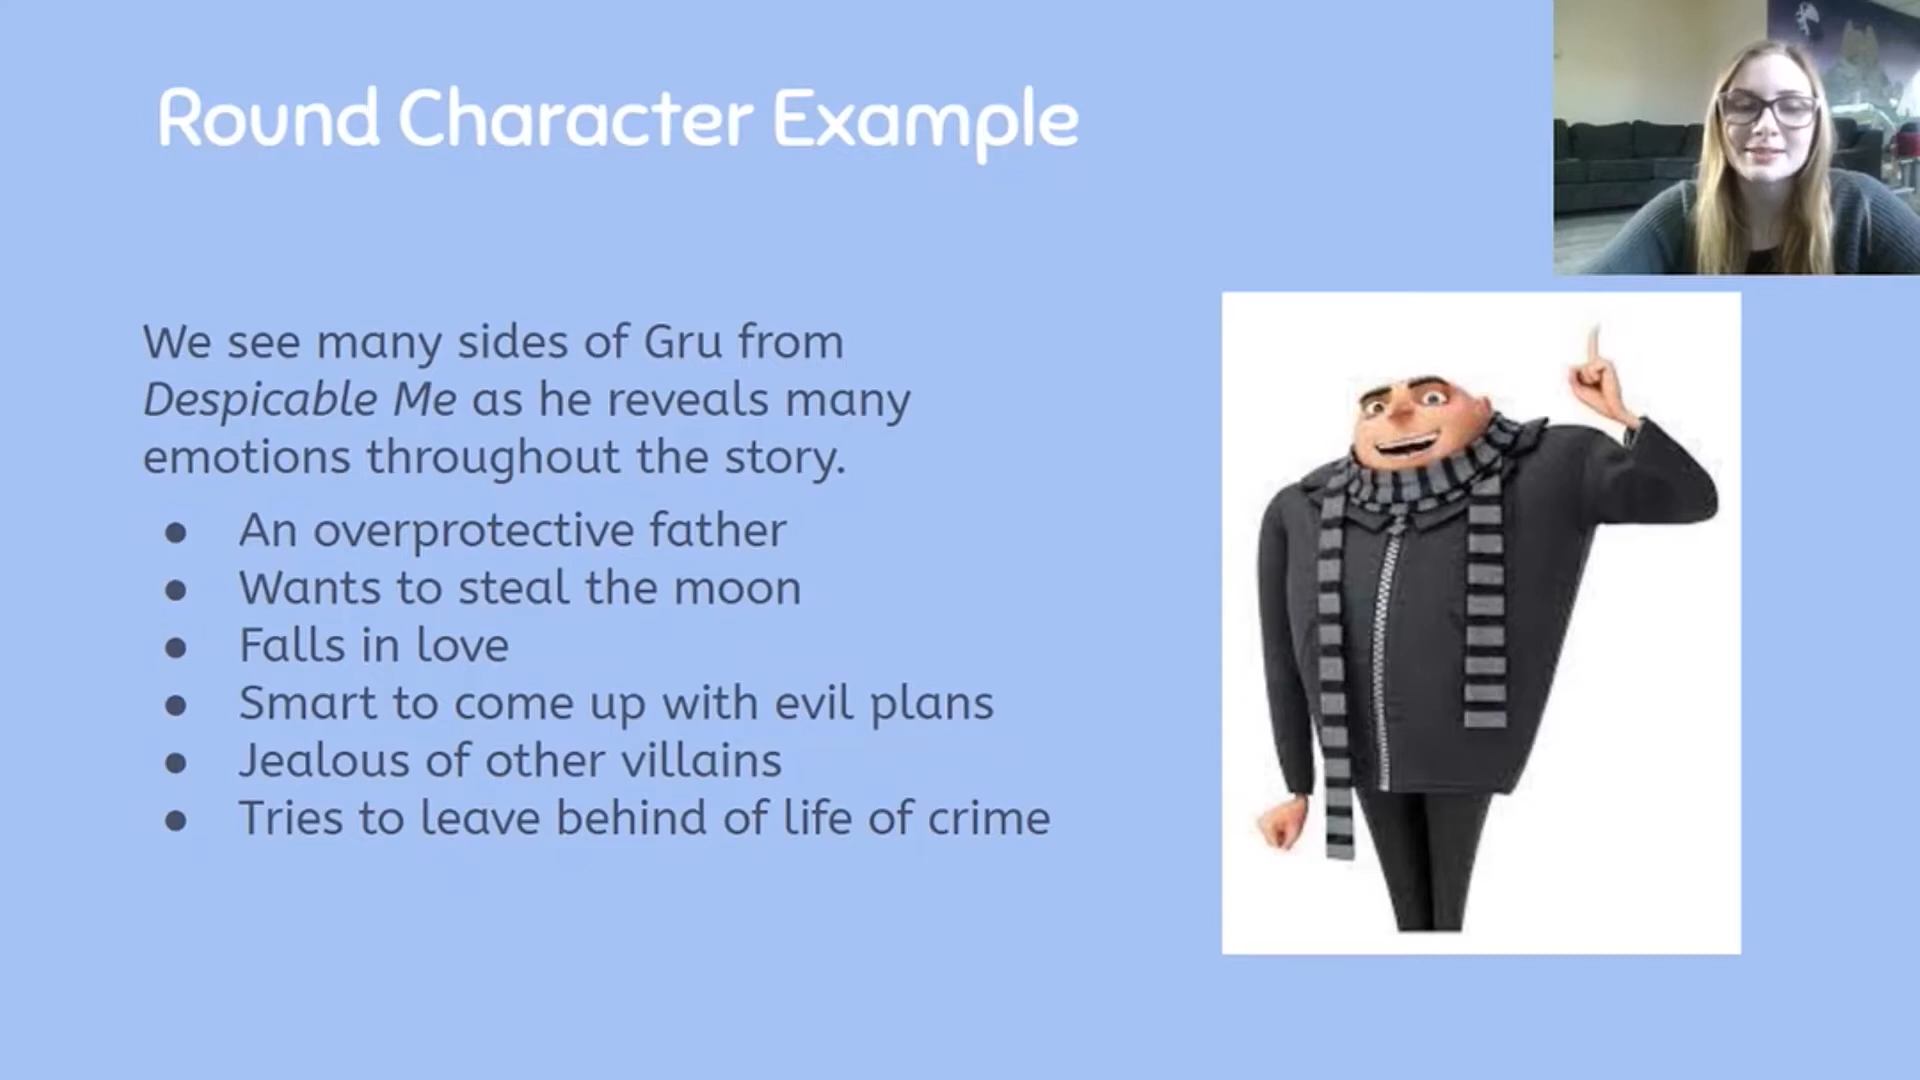 Round Character Example
We see many sides of Gru from
Despicable Me as he reveals many
emotions throughout the story.
● An overprotective father
● Wants to steal the moon
● Falls in love
● Smart to come up with evil plans
● Jealous of other villains
● Tries to leave behind of life of crime